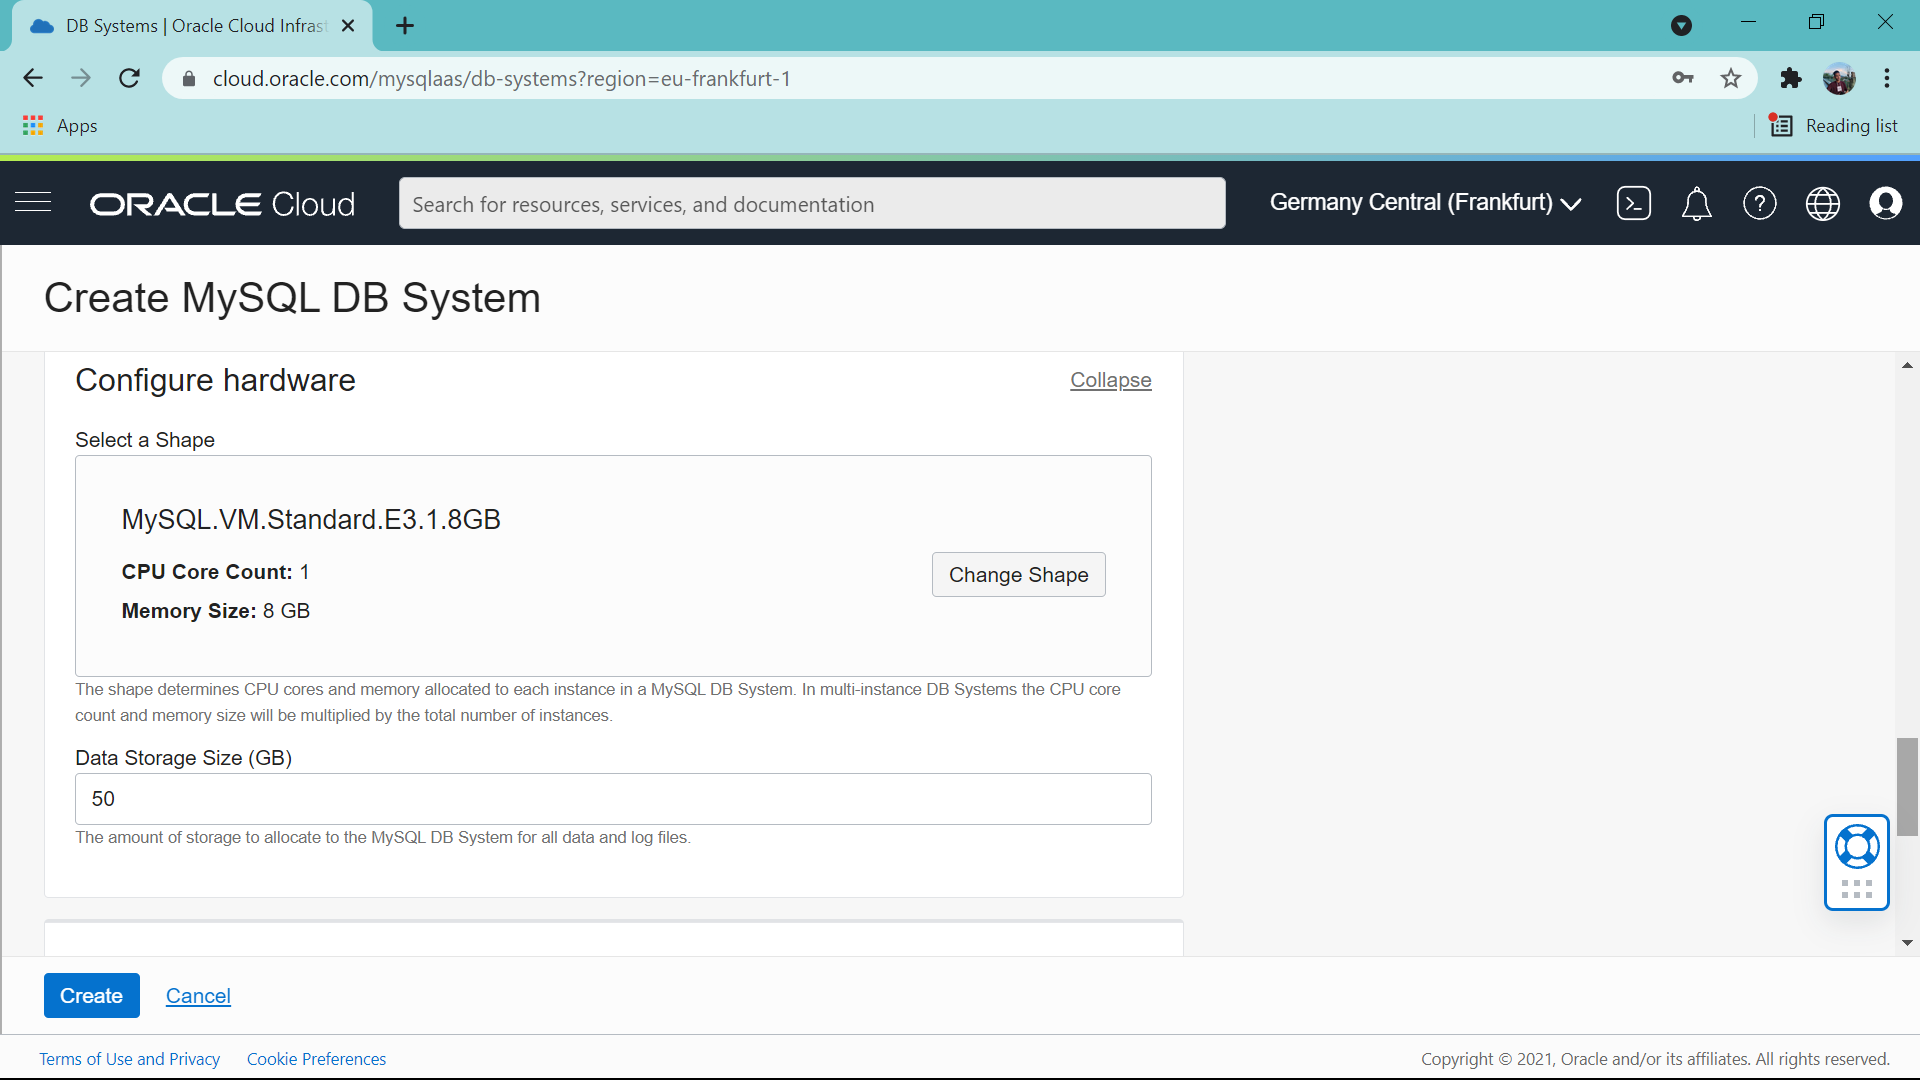 DB Systems | Oracle Cloud Infrast
cloud.oracle.com/mysqlaas/db-systems?region=eu-frankfurt-1
Apps
Reading list
ORACLE Cloud
Search for resources, services, and documentation
Germany Central (Frankfurt)
Create MySQL DB System
Configure hardware
Collapse
Select a Shape
MySQL.VM.Standard.E3.1.8GB
CPU Core Count: 1
Memory Size: 8 GB
Change Shape
The shape determines CPU cores and memory allocated to each instance in a MySQL DB System. In multi-instance DB Systems the CPU core
count and memory size will be multiplied by the total number of instances.
Data Storage Size (GB)
50
The amount of storage to allocate to the MySQL DB System for all data and log files.
Create
Cancel
Terms of Use and Privacy
Cookie Preferences
Copyright © 2021, Oracle and/or its affiliates. All rights reserved.